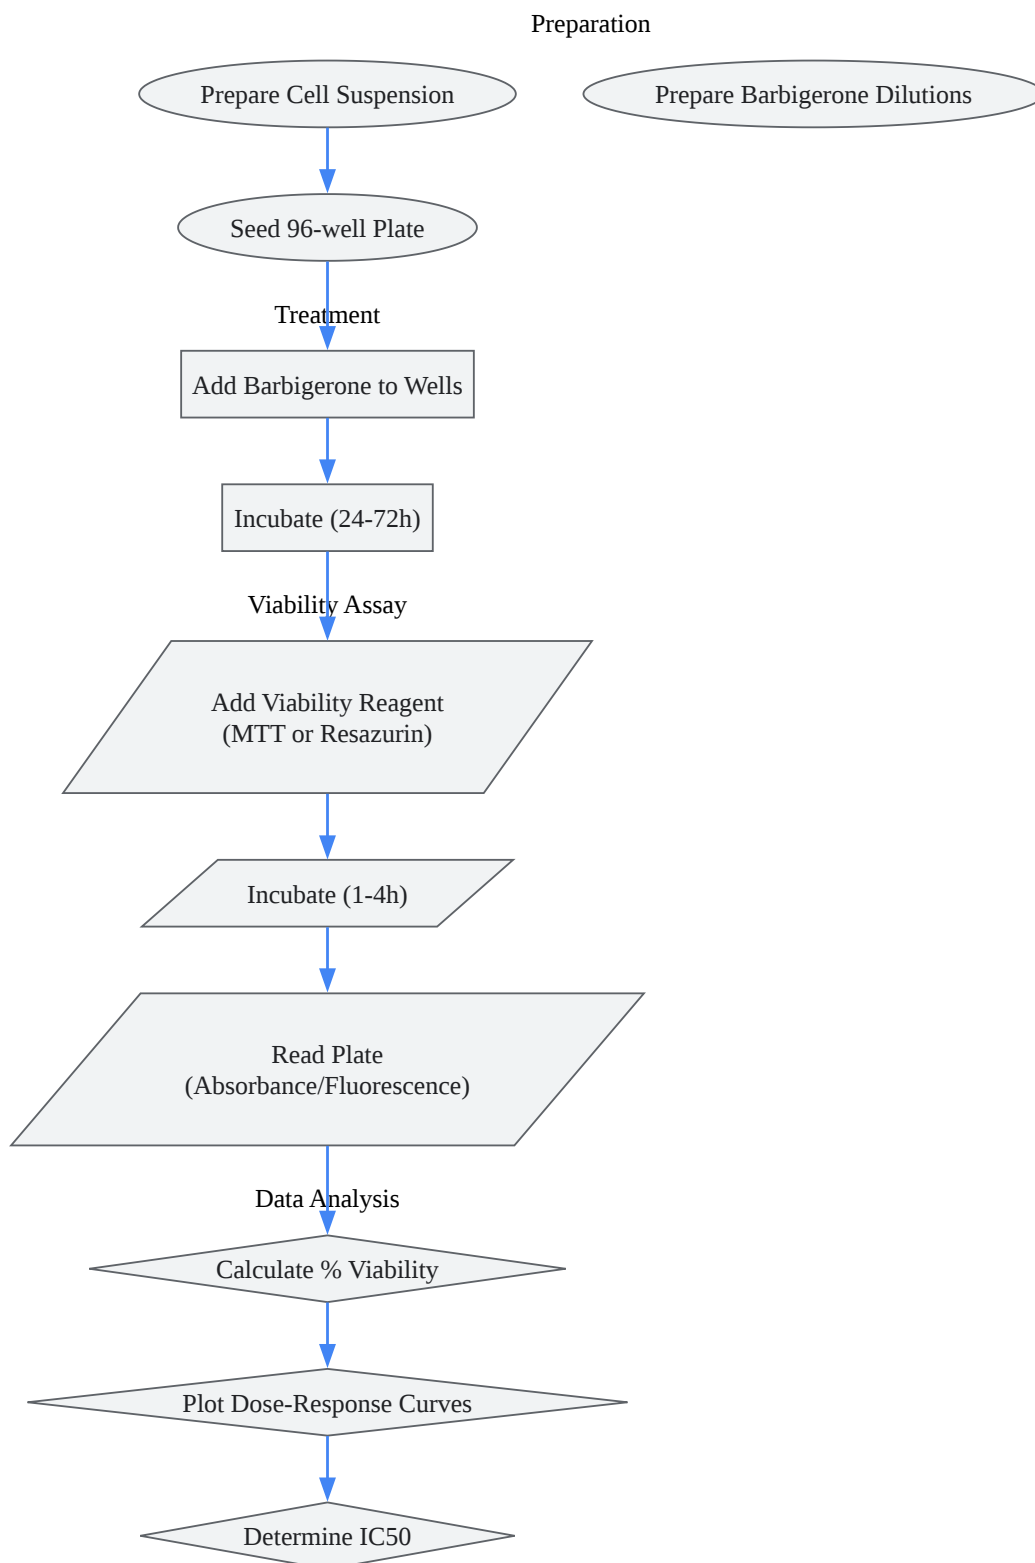 Preparation
Prepare Cell Suspension
Prepare Barbigerone Dilutions
Seed 96-well Plate
Treatment
Add Barbigerone to Wells
Incubate (24-72h)
Viability Assay
Add Viability Reagent
(MTT or Resazurin)
Incubate (1-4h)
Read Plate
(Absorbance/Fluorescence)
Data Analysis
Calculate % Viability
Plot Dose-Response Curves
Determine IC50